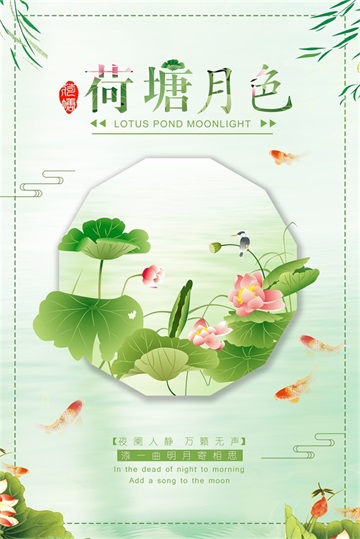 荷塘月色
LOTUS POND MOONLIGHT
【夜阑人静 万籁无声】
添一曲明月寄相思
In the dead of night to morning
Add a song to the moon